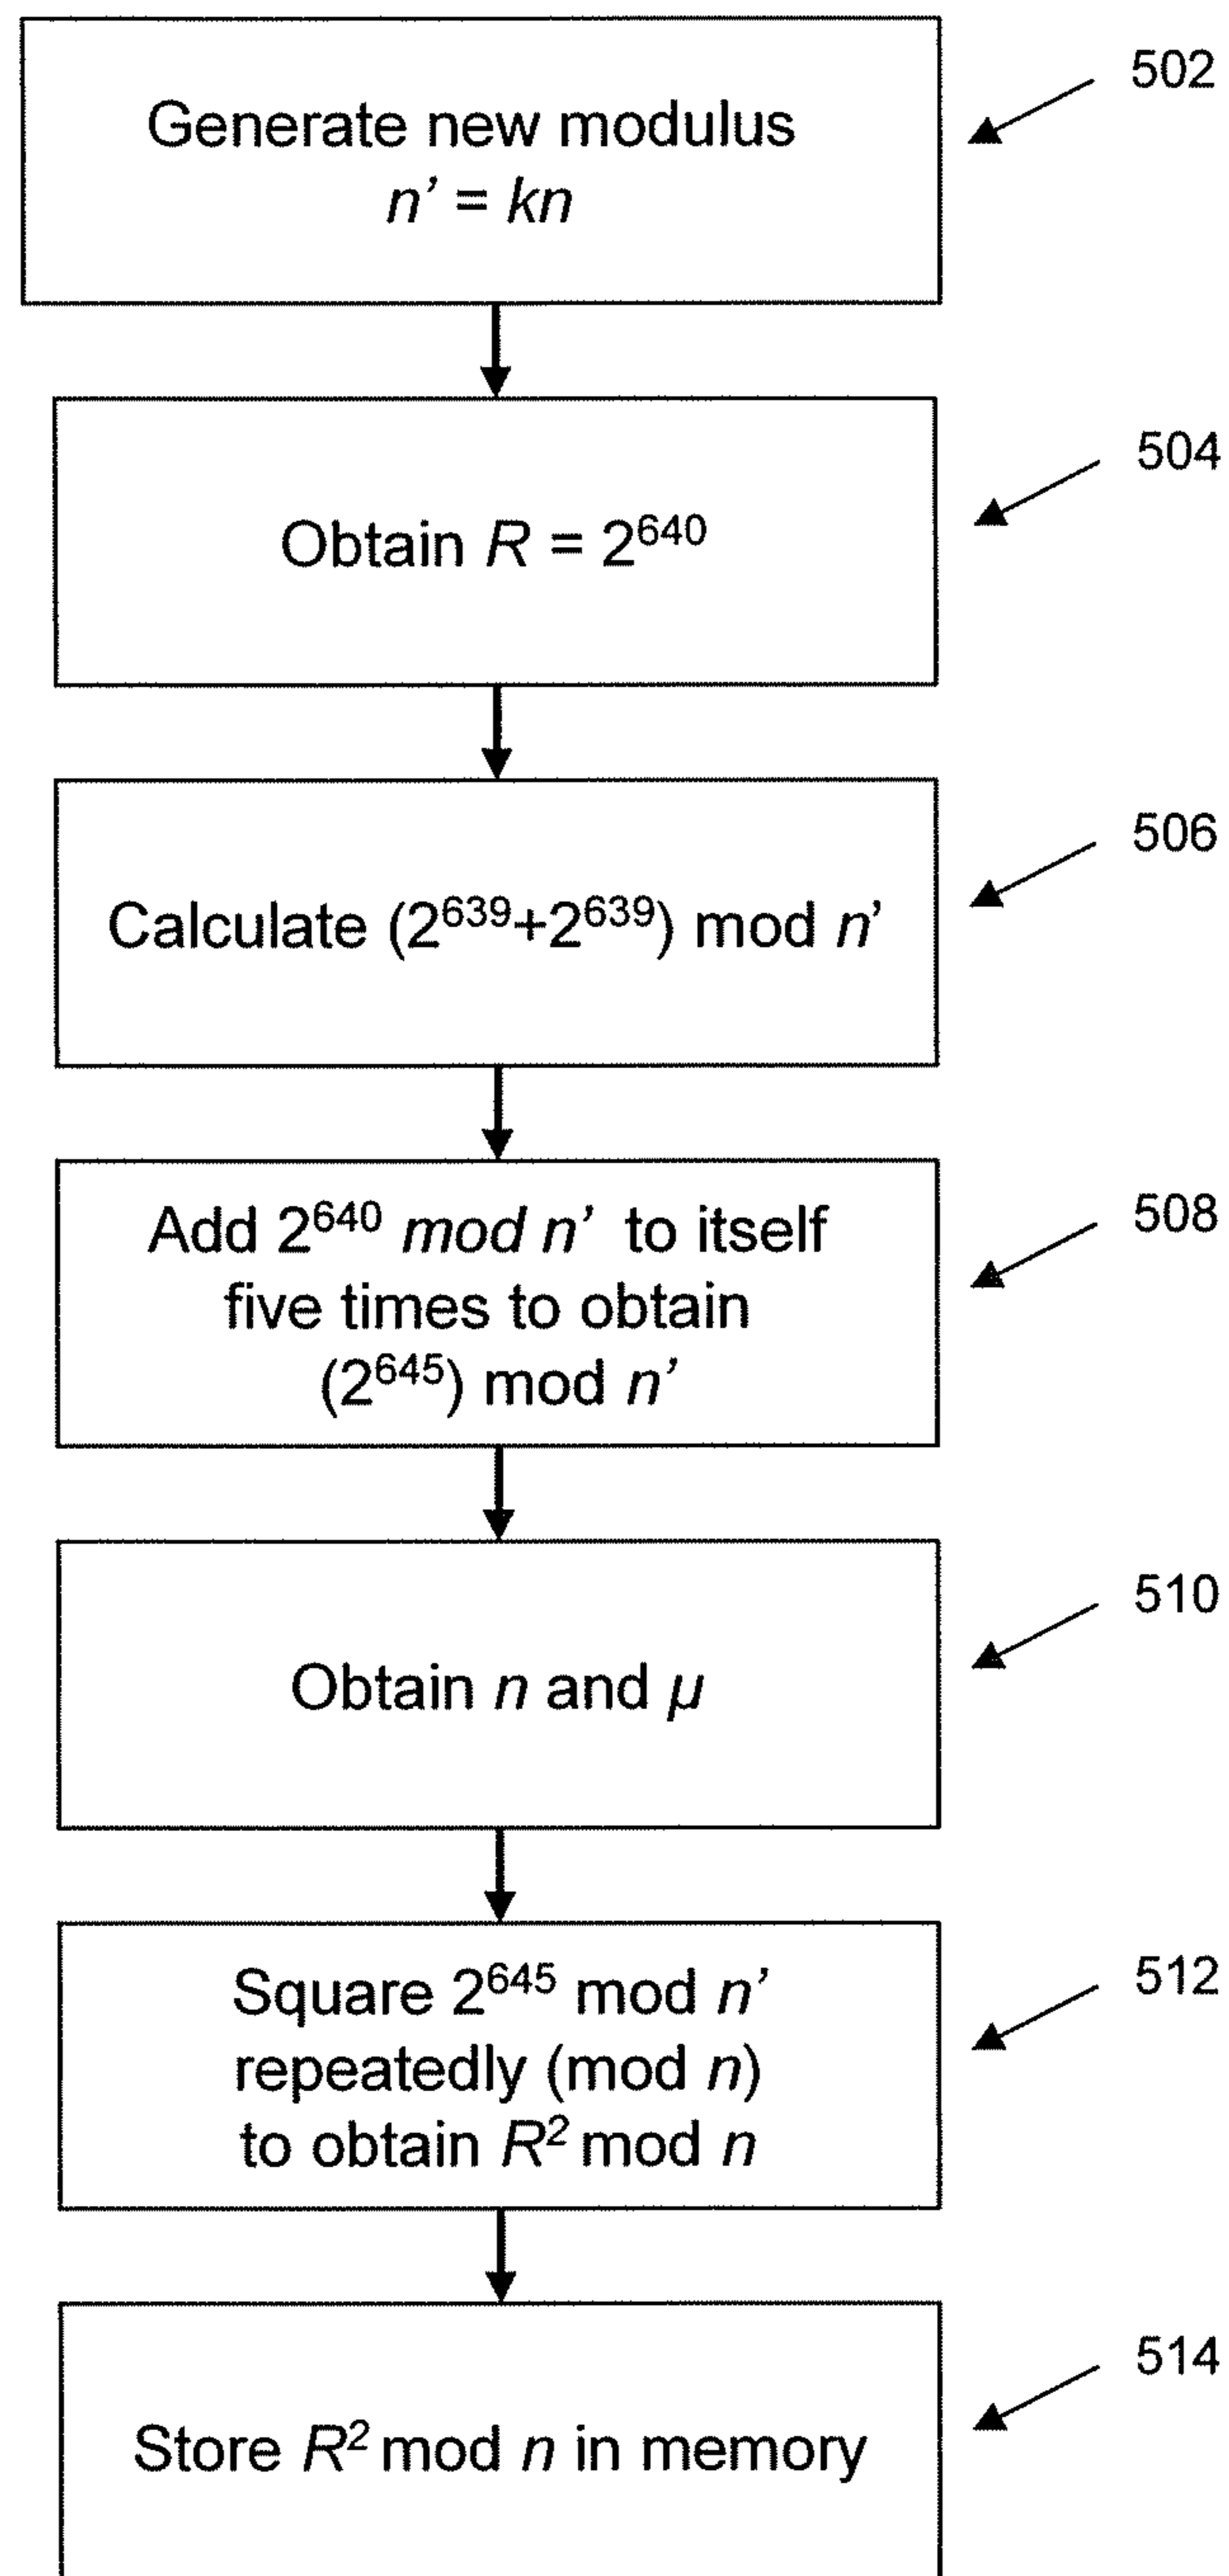 502
Generate new modulus
n’ = kn
504
Obtain R = 2⁶⁴⁰
506
Calculate (2⁶³⁹+2⁶³⁹) mod n’
508
Add 2⁶⁴⁰ mod n’ to itself
five times to obtain
(2⁶⁴⁵) mod n’
510
Obtain n and μ
512
Square 2⁶⁴⁵ mod n’
repeatedly (mod n)
to obtain R² mod n
514
Store R² mod n in memory